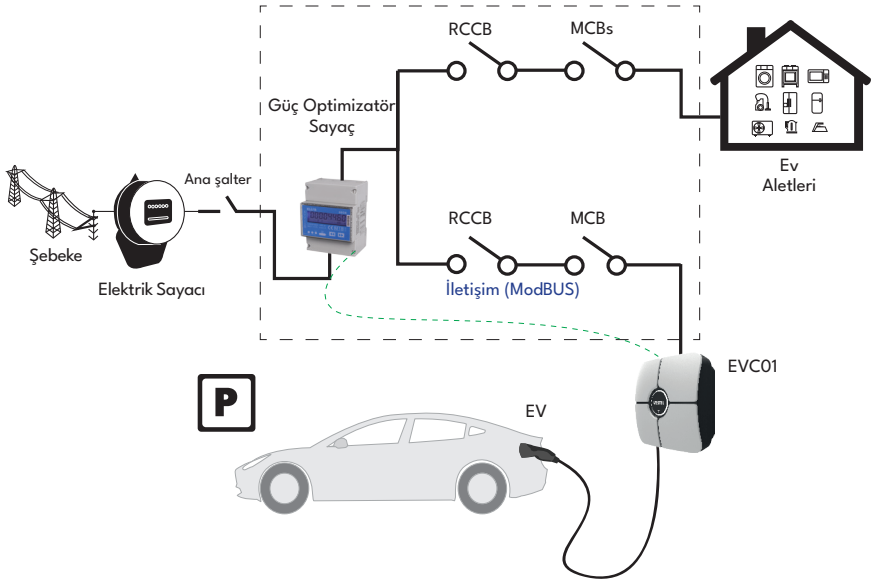 RCCB
MCBs
Güç Optimizatör
Sayaç
Ev
Aletleri
Ana şalter
Şebeke
Elektrik Sayacı
RCCB
MCB
İletişim (ModBUS)
EVC01
P
EV